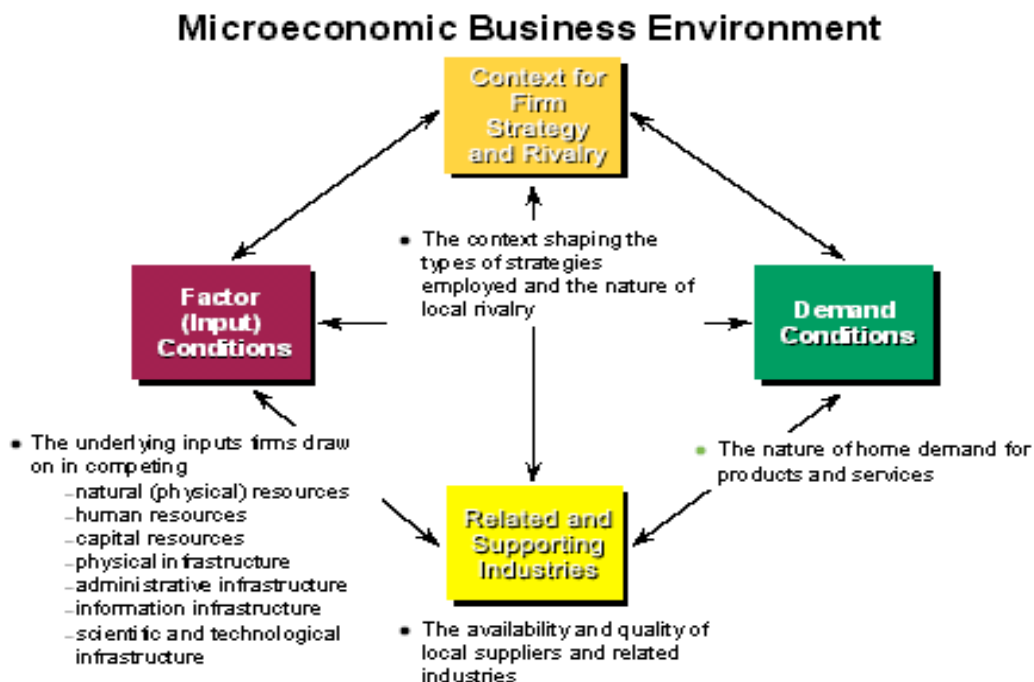 Microeconomic Business Environment
Context for
Firm
Strategy
and Rivalry
• The context shaping the
types of strategies
employed and the nature of
local rivalry
Factor
(Input)
Conditions
Demand
Conditions
• The underlying inputs firms draw
on in competing
–natural (physical) resources
–human resources
–capital resources
–physical infrastructure
–administrative infrastructure
–information infrastructure
–scientific and technological
infrastructure
• The nature of home demand for
products and services
Related and
Supporting
Industries
• The availability and quality of
local suppliers and related
industries